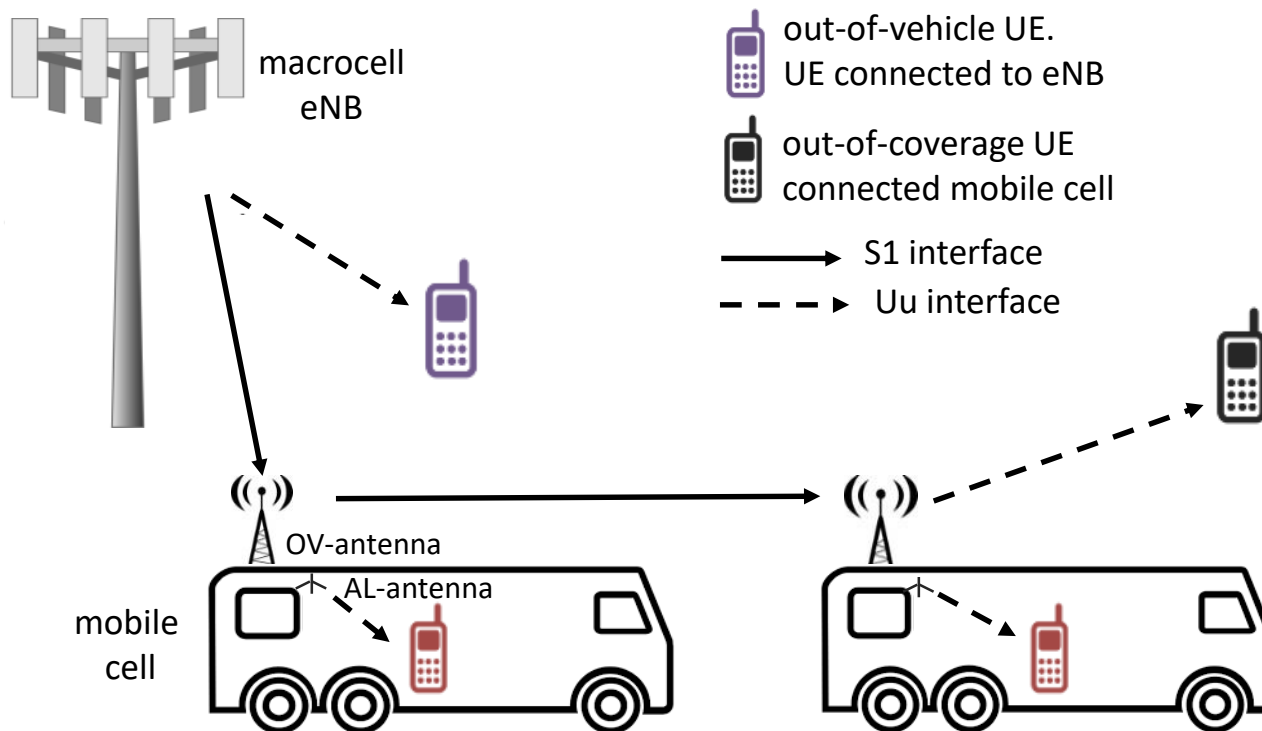 macrocell
eNB
out-of-vehicle UE.
UE connected to eNB
out-of-coverage UE
connected mobile cell
S1 interface
Uu interface
OV-antenna
AL-antenna
mobile
cell